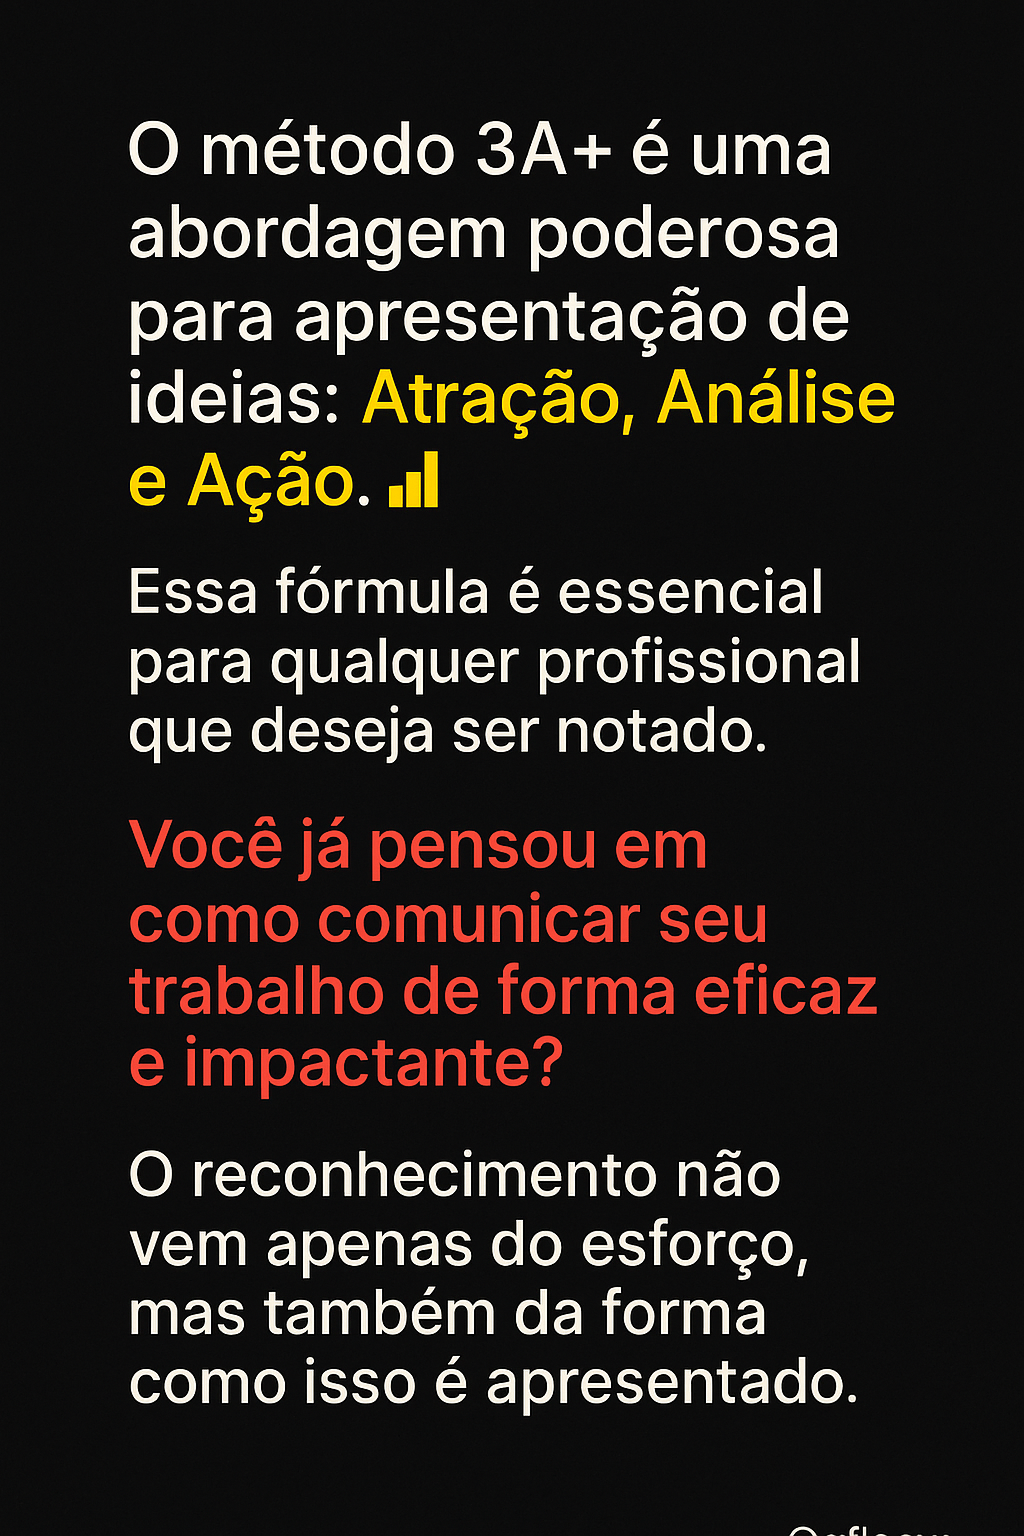 O método 3A+ é uma
abordagem poderosa
para apresentação de
ideias: Atração, Análise
e Ação.
Essa fórmula é essencial
para qualquer profissional
que deseja ser notado.
Você já pensou em
como comunicar seu
trabalho de forma eficaz
e impactante?
O reconhecimento não
vem apenas do esforço,
mas também da forma
como isso é apresentado.